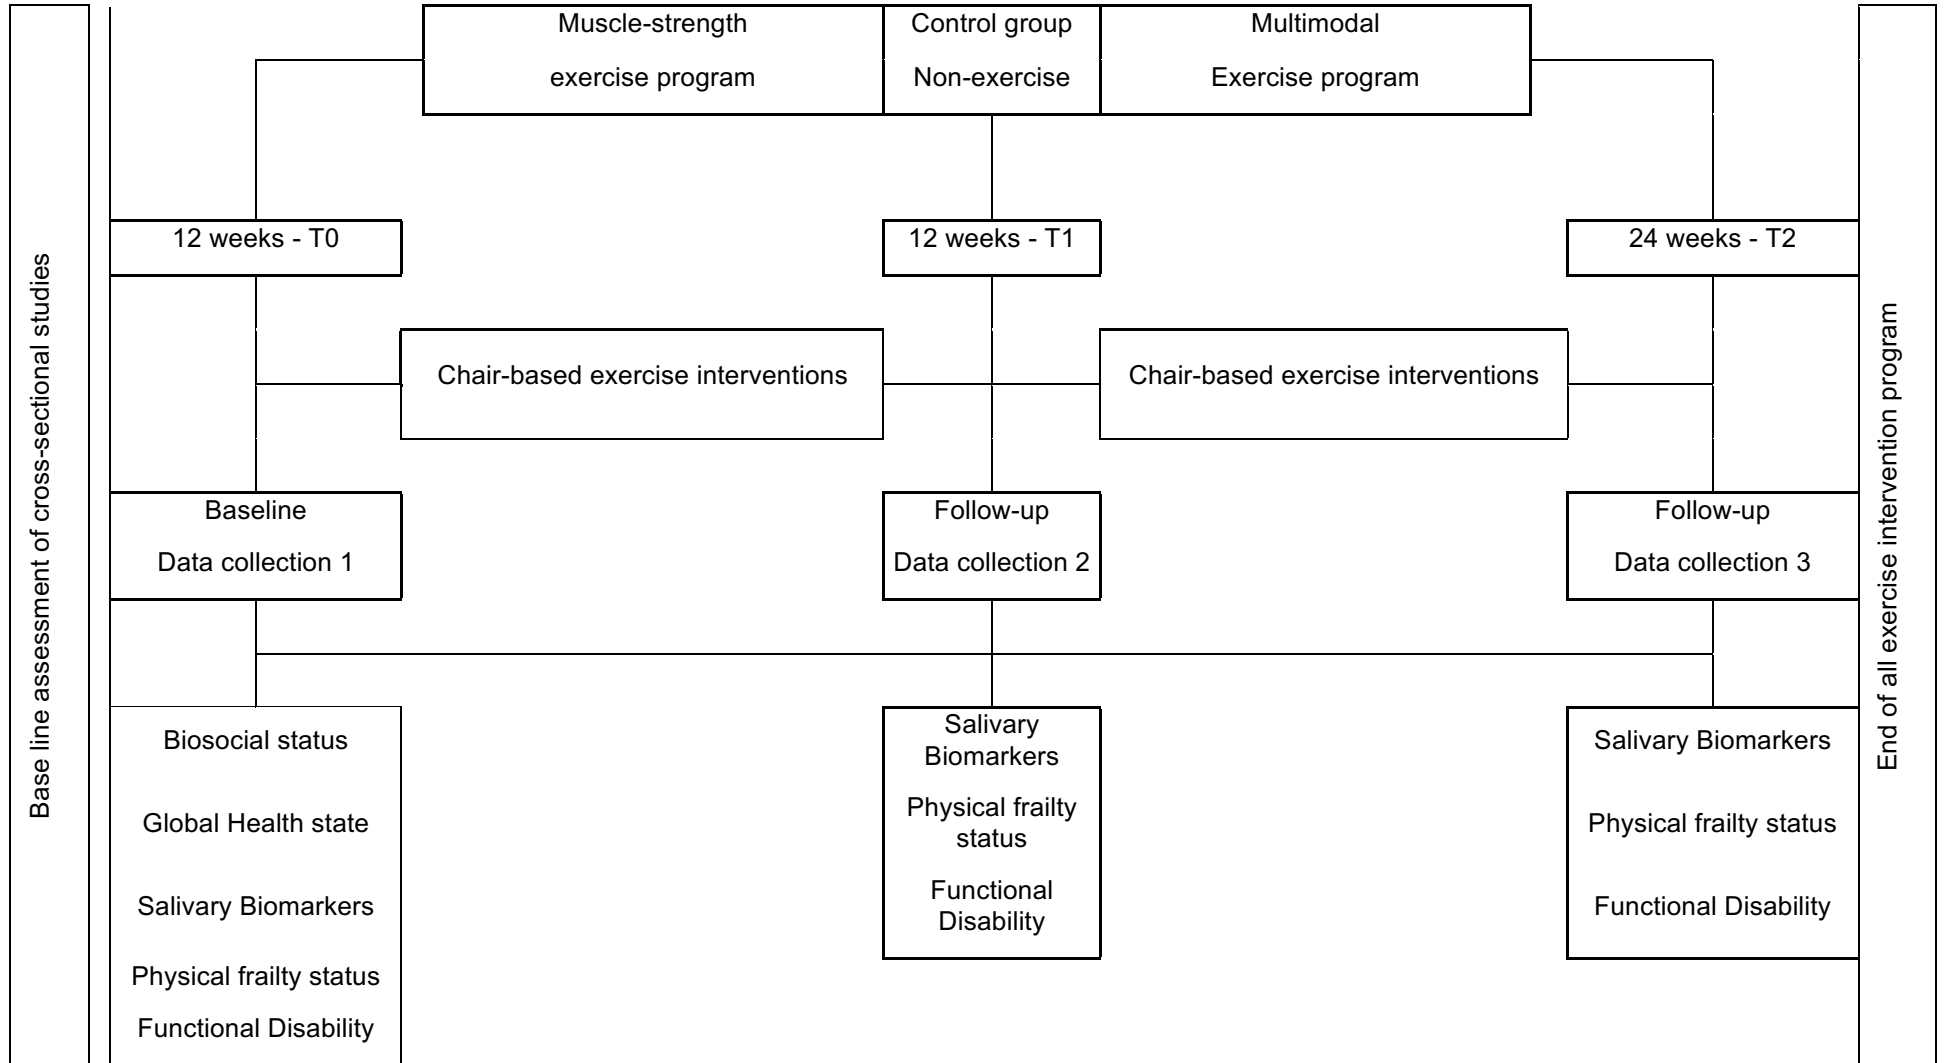 Base line assessment of cross-sectional studies
Muscle-strength
exercise program
Control group
Non-exercise
Multimodal
Exercise program
12 weeks - T0
12 weeks - T1
24 weeks - T2
Chair-based exercise interventions
Chair-based exercise interventions
Baseline
Data collection 1
Follow-up
Data collection 2
Follow-up
Data collection 3
Biosocial status
Global Health state
Salivary Biomarkers
Physical frailty status
Functional Disability
Salivary
Biomarkers
Physical frailty
status
Functional
Disability
Salivary Biomarkers
Physical frailty status
Functional Disability
End of all exercise intervention program